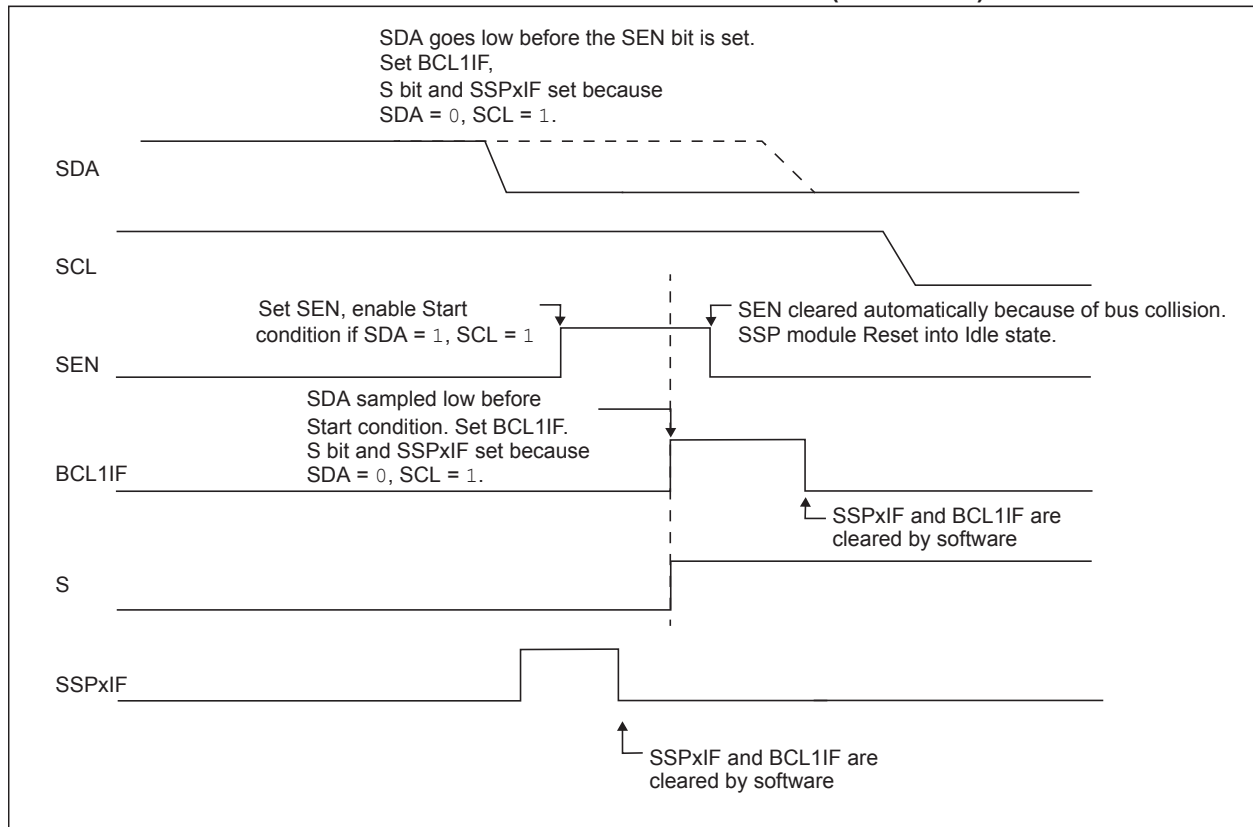 SDA goes low before the SEN bit is set.
Set BCL1IF,
S bit and SSPxIF set because
SDA = 0, SCL = 1.
SDA
SCL
Set SEN, enable Start
condition if SDA = 1, SCL = 1
SEN cleared automatically because of bus collision.
SSP module Reset into Idle state.
SEN
SDA sampled low before
Start condition. Set BCL1IF.
S bit and SSPxIF set because
SDA = 0, SCL = 1.
BCL1IF
SSPxIF and BCL1IF are
cleared by software
S
SSPxIF
SSPxIF and BCL1IF are
cleared by software